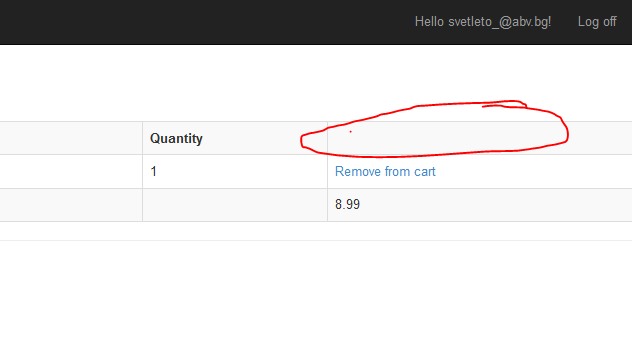 Hello svetleto_@abv.bg! Log off
Quantity
1 Remove from cart
8.99